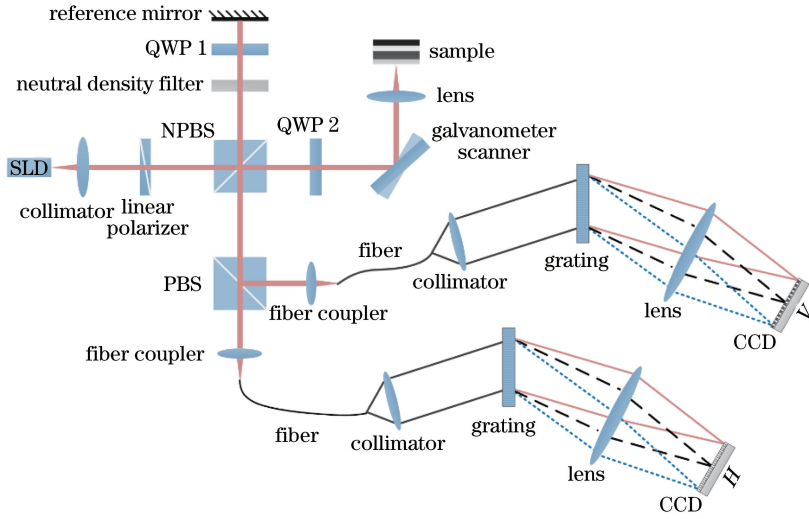 reference mirror
QWP 1
neutral density filter
sample
lens
NPBS
QWP 2
galvanometer
scanner
SLD
collimator
linear
polarizer
PBS
fiber coupler
fiber
collimator
grating
lens
CCD
V
fiber coupler
fiber
collimator
grating
lens
CCD
H